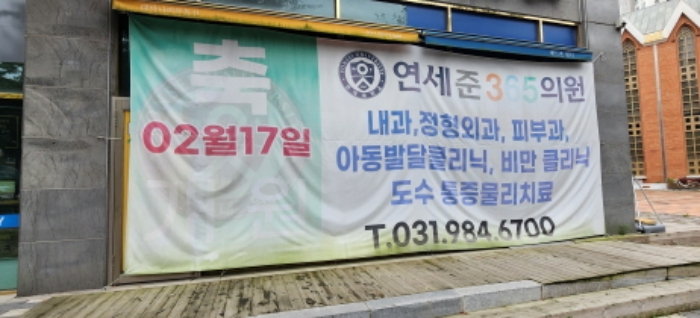 축
02월17일
개원
연세준365의원
내과,정형외과, 피부과,
아동발달클리닉, 비만 클리닉
도수 통증물리치료
T.031.984.6700